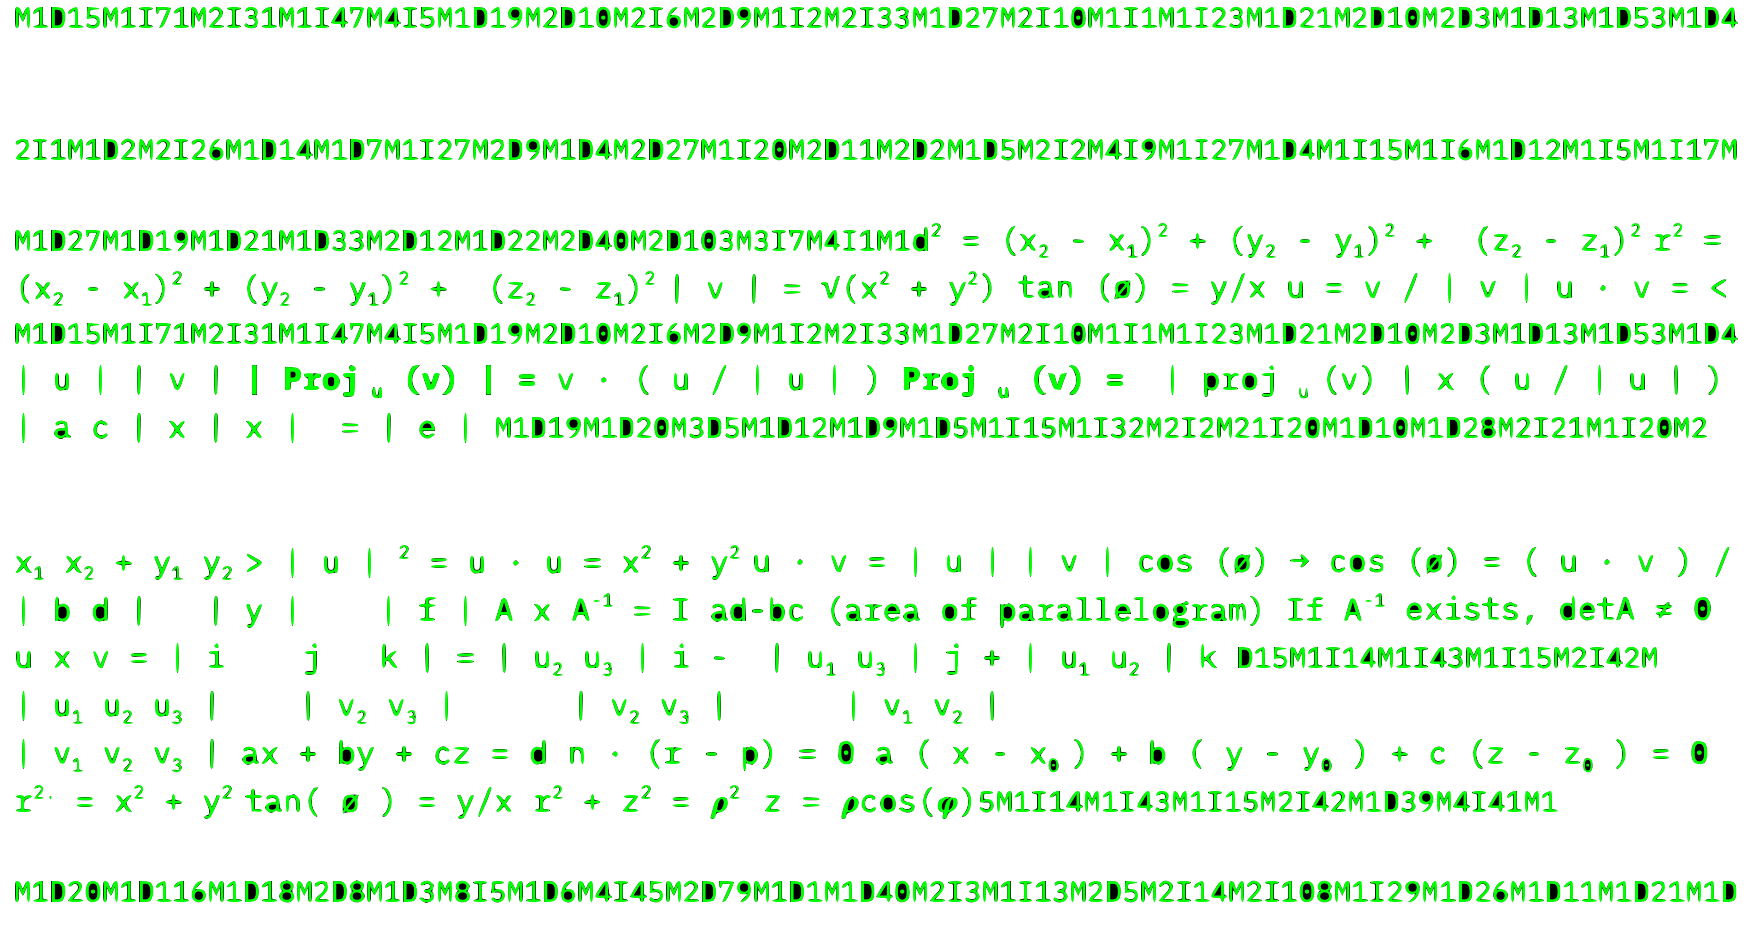 M1D15M1I71M2I31M1I47M4I5M1D19M2D10M2I6M2D9M1I2M2I33M1D27M2I10M1I1M1I23M1D21M2D10M2D3M1D13M1D53M1D4
2I1M1D2M2I26M1D14M1D7M1I27M2D9M1D4M2D27M1I20M2D11M2D2M1D5M2I2M4I9M1I27M1D4M1I15M1I6M1D12M1I5M1I17M
M1D27M1D19M1D21M1D33M2D12M1D22M2D40M2D103M3I7M4I1M1d² = (x₂ - x₁)² + (y₂ - y₁)² + (z₂ - z₁)² r² =
(x₂ - x₁)² + (y₂ - y₁)² + (z₂ - z₁)² | v | = √(x² + y²) tan (ø) = y/x u = v / | v | u · v = <
M1D15M1I71M2I31M1I47M4I5M1D19M2D10M2I6M2D9M1I2M2I33M1D27M2I10M1I1M1I23M1D21M2D10M2D3M1D13M1D53M1D4
| u | | v | | Proj ᵤ (v) | = v · ( u / | u | ) Proj ᵤ (v) = | proj ᵤ (v) | x ( u / | u | )
| a c | x | x | = | e | M1D19M1D20M3D5M1D12M1D9M1D5M1I15M1I32M2I2M21I20M1D10M1D28M2I21M1I20M2
x₁ x₂ + y₁ y₂ > | u | ² = u · u = x² + y² u · v = | u | | v | cos (ø) → cos (ø) = ( u · v ) /
| b d | | y | | f | A x A⁻¹ = I ad-bc (area of parallelogram) If A⁻¹ exists, detA ≠ 0
u x v = | i j k | = | u₂ u₃ | i - | u₁ u₃ | j + | u₁ u₂ | k D15M1I14M1I43M1I15M2I42M
| u₁ u₂ u₃ | | v₂ v₃ | | v₂ v₃ | | v₁ v₂ |
| v₁ v₂ v₃ | ax + by + cz = d n · (r - p) = 0 a ( x - x₀ ) + b ( y - y₀ ) + c (z - z₀ ) = 0
r²˙ = x² + y² tan( ø ) = y/x r² + z² = ρ² z = ρcos(φ)5M1I14M1I43M1I15M2I42M1D39M4I41M1
M1D20M1D116M1D18M2D8M1D3M8I5M1D6M4I45M2D79M1D1M1D40M2I3M1I13M2D5M2I14M2I108M1I29M1D26M1D11M1D21M1D